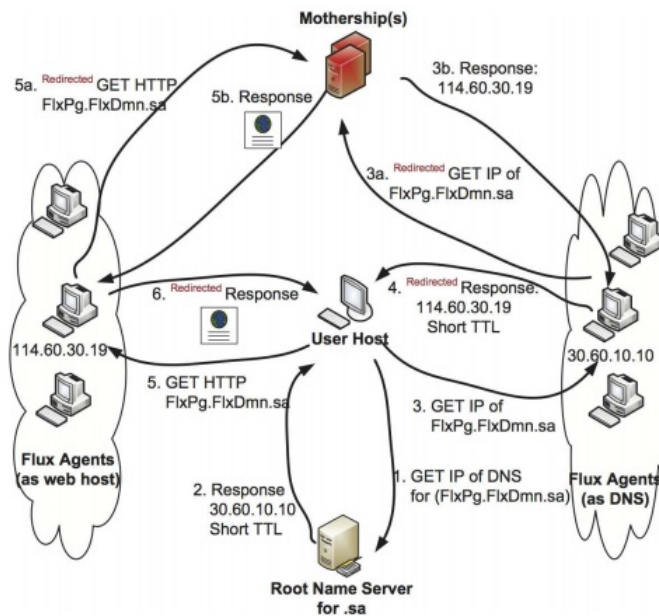 Mothership(s)
5a. Redirected GET HTTP
FlxPg.FlxDmn.sa
5b. Response
3b. Response:
114.60.30.19
3a. Redirected GET IP of
FlxPg.FlxDmn.sa
6. Redirected Response
4. Redirected Response:
114.60.30.19
Short TTL
User Host
114.60.30.19
30.60.10.10
5. GET HTTP
FlxPg.FlxDmn.sa
3. GET IP of
FlxPg.FlxDmn.sa
Flux Agents
(as web host)
2. Response
30.60.10.10
Short TTL
1. GET IP of DNS
for (FlxPg.FlxDmn.sa)
Flux Agents
(as DNS)
Root Name Server
for .sa